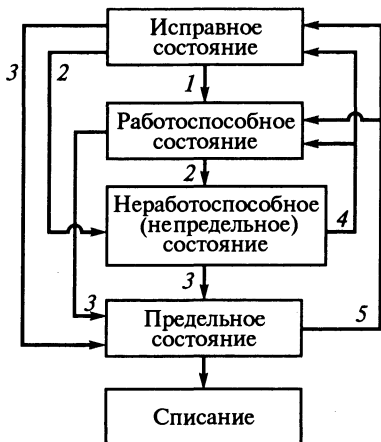 Исправное
состояние
3
2
1
Работоспособное
состояние
2
Неработоспособное
(непредельное)
состояние
4
3
3
Предельное
состояние
5
Списание